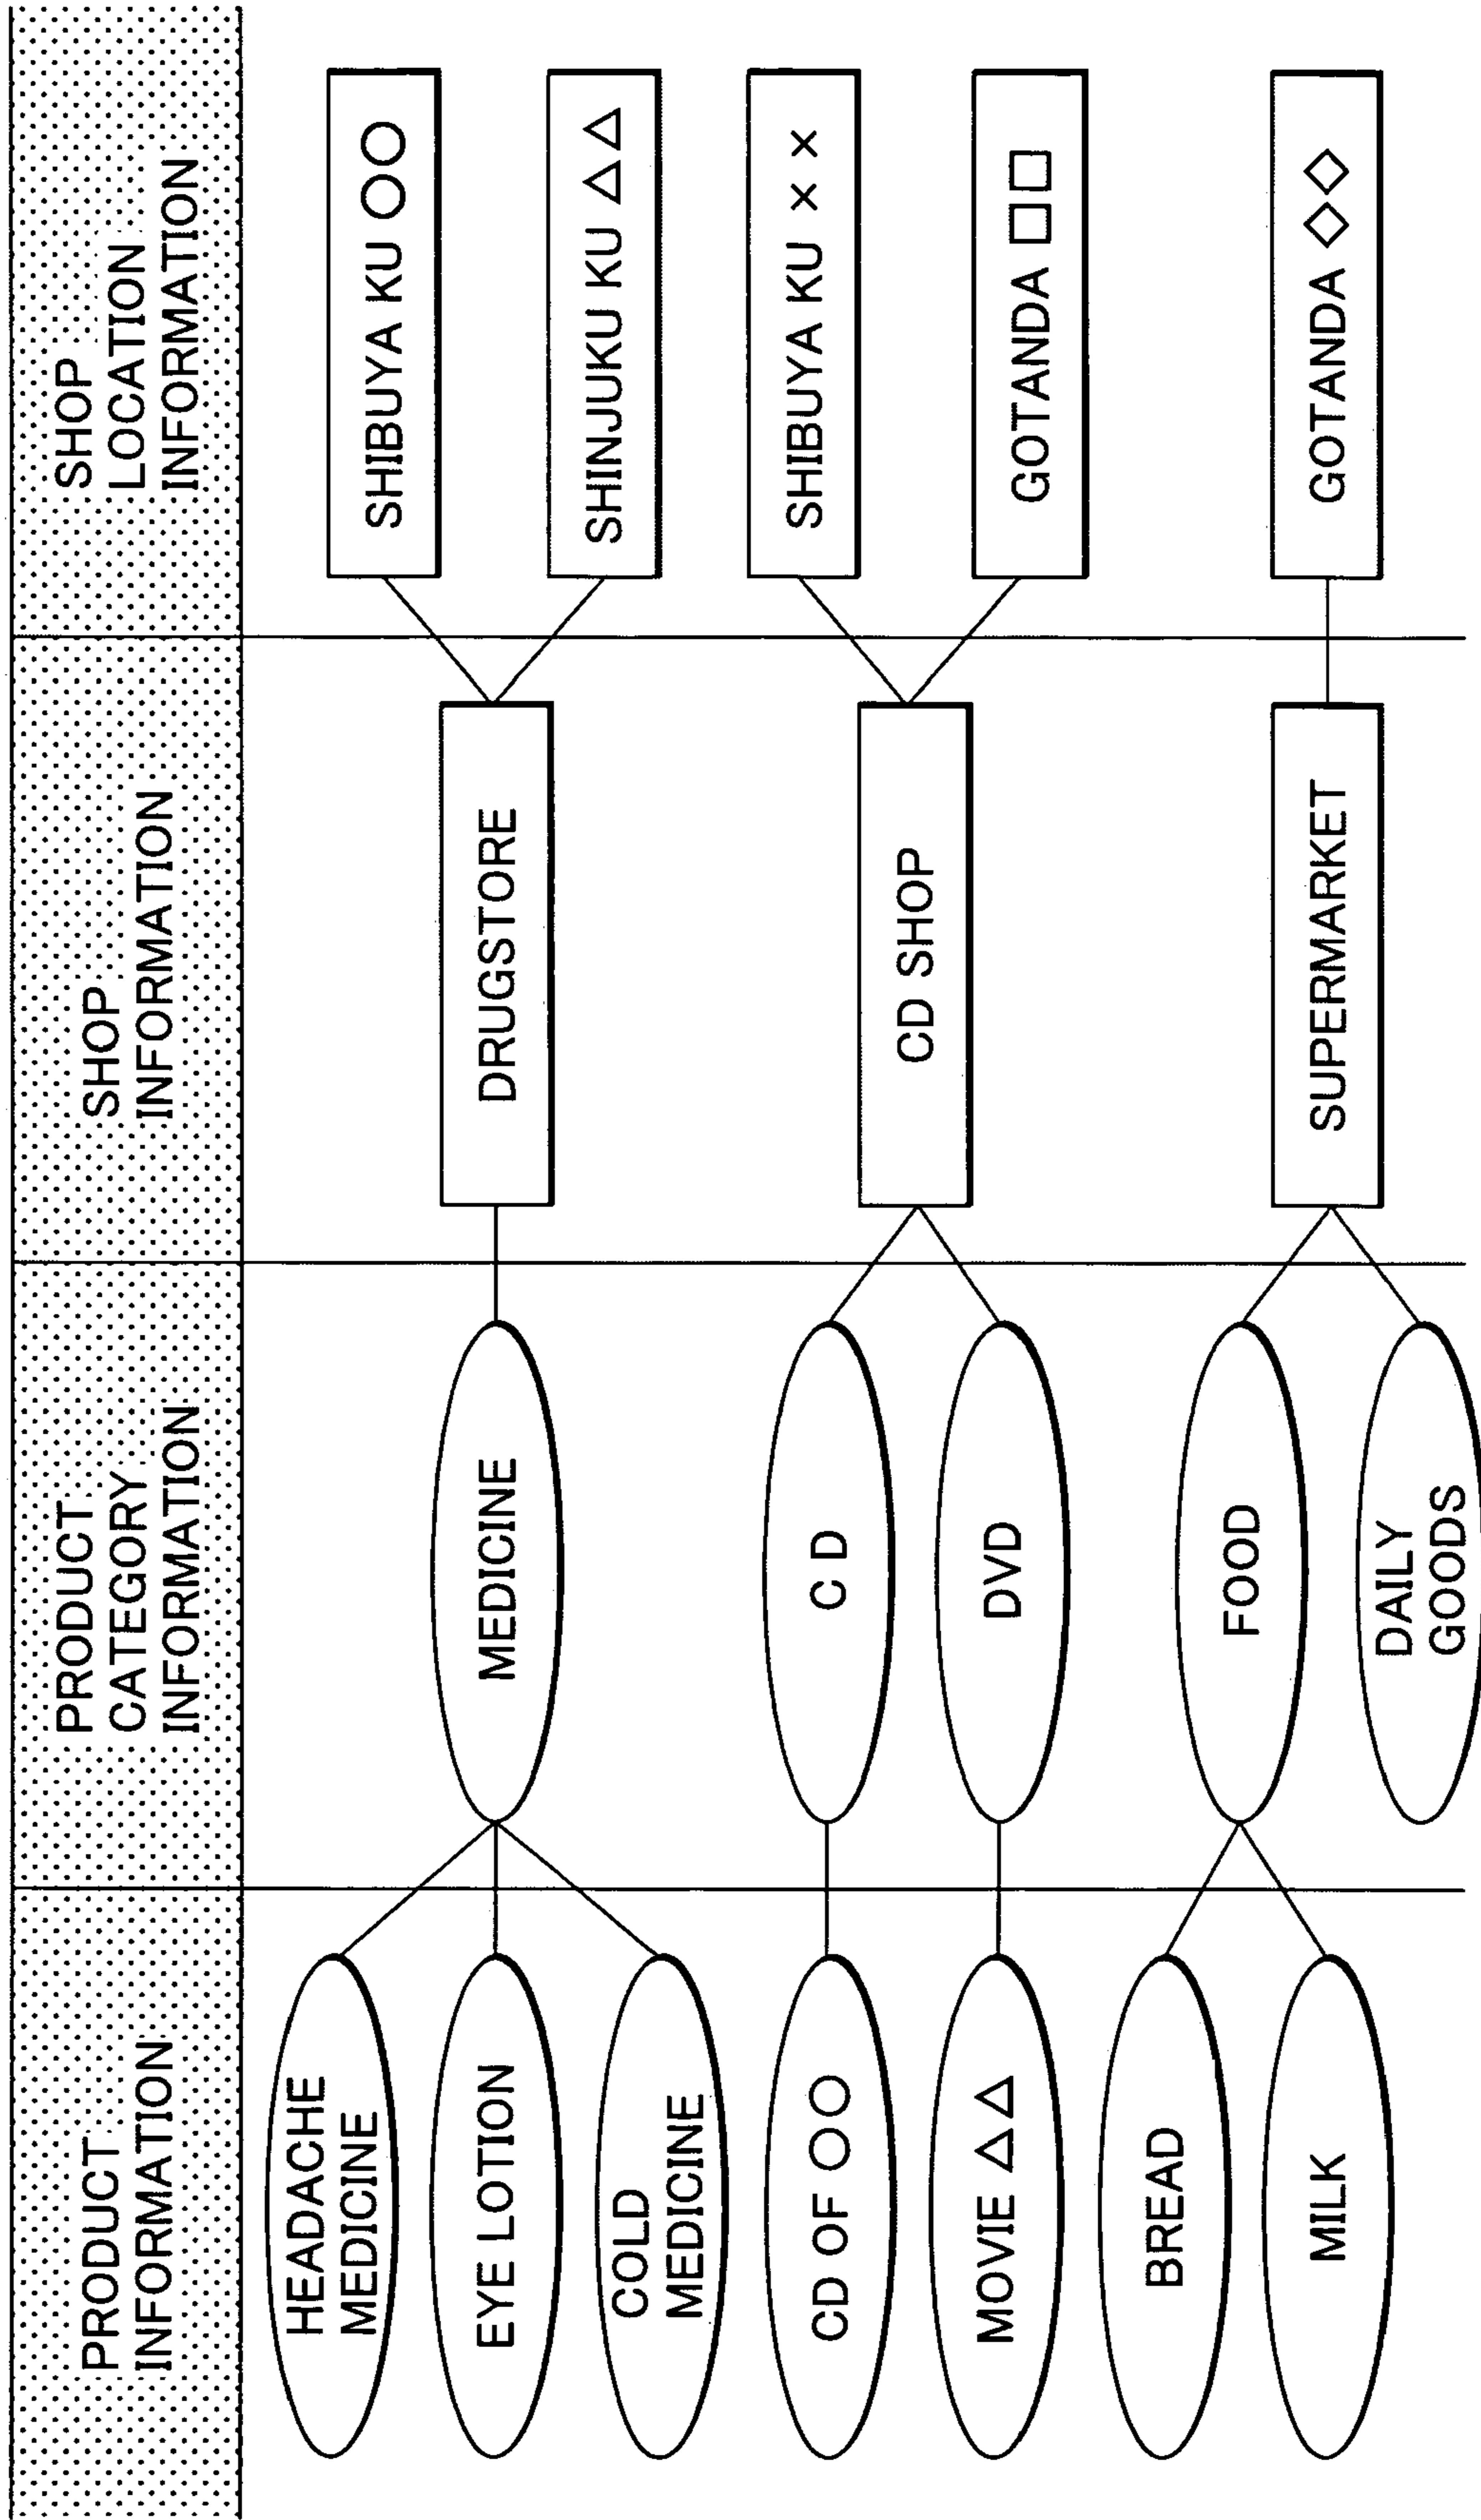 PRODUCT
INFORMATION
PRODUCT
CATEGORY
INFORMATION
SHOP
INFORMATION
SHOP
LOCATION
INFORMATION
HEADACHE
MEDICINE
EYE LOTION
COLD
MEDICINE
CD OF ○○
MOVIE △△
BREAD
MILK
MEDICINE
C D
DVD
FOOD
DAILY
GOODS
DRUGSTORE
CD SHOP
SUPERMARKET
SHIBUYA KU ○○
SHINJUKU KU △△
SHIBUYA KU × ×
GOTANDA □□
GOTANDA ◇◇